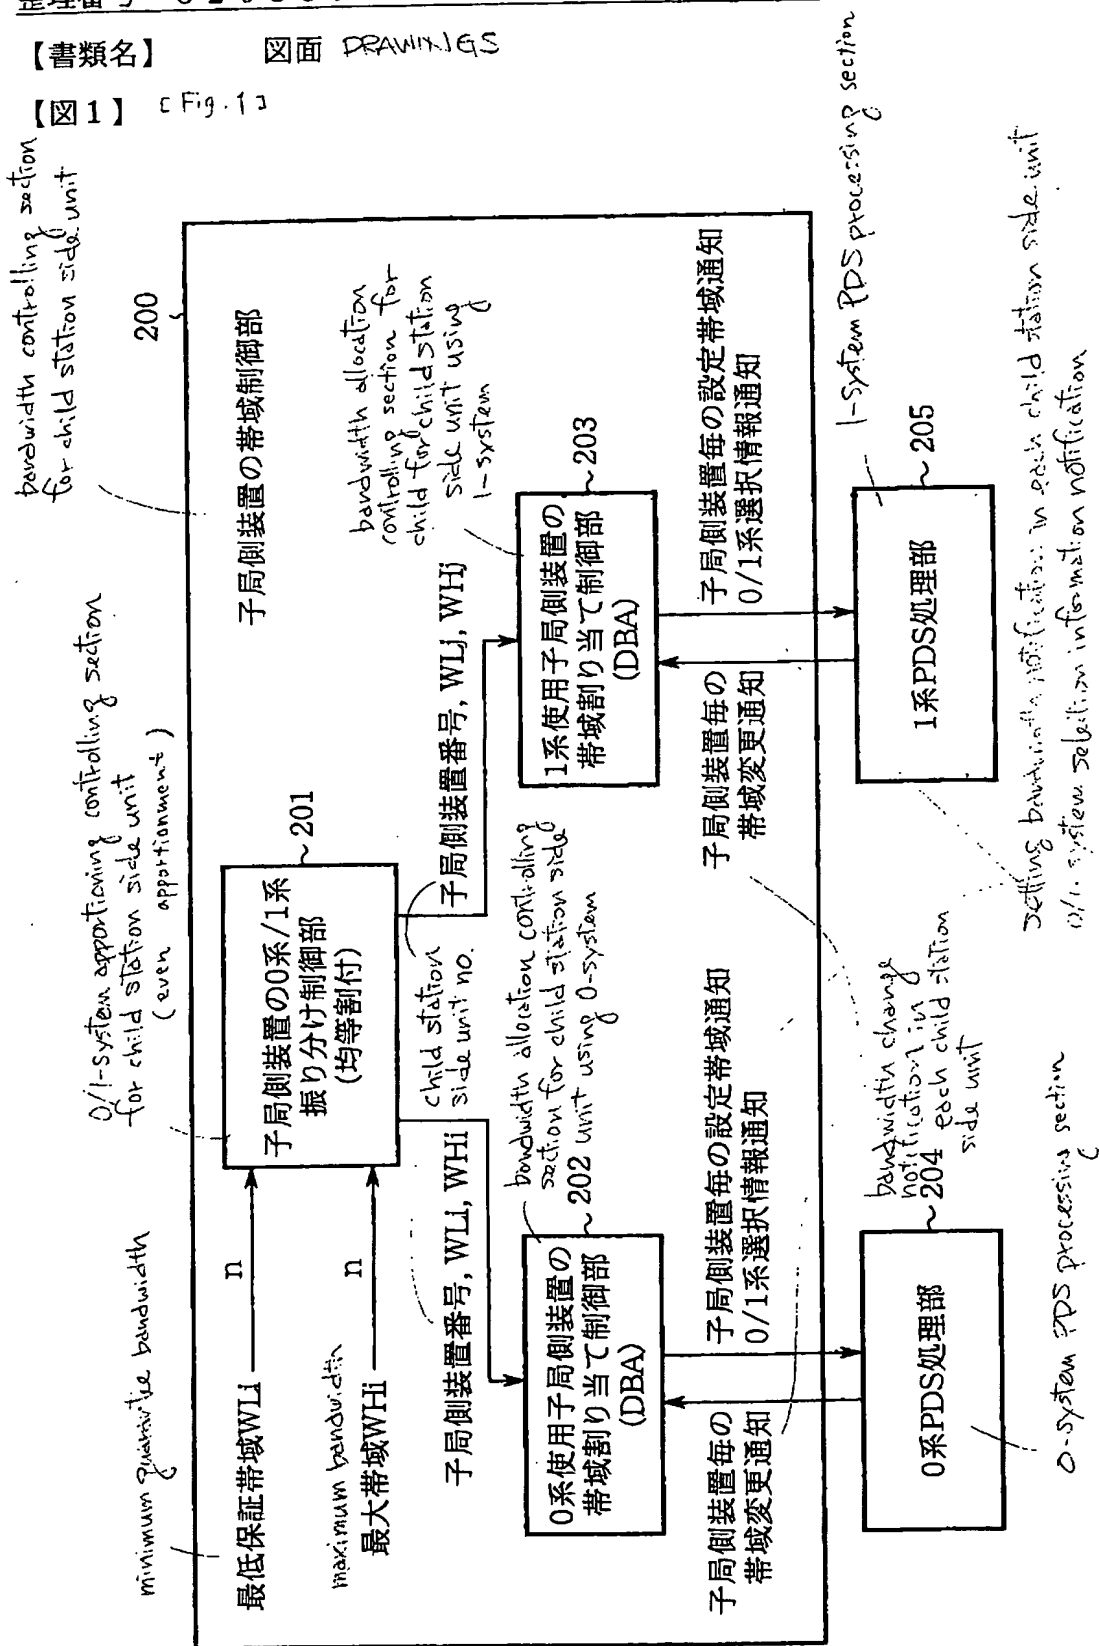 整理番号
【書類名】 図面 DRAWINGS
【図1】 [Fig.1]
bandwidth controlling section
for child station side unit
200
子局側装置の帯域制御部
0/1-system apportioning controlling section
for child station side unit
(even apportionment)
201
子局側装置の0系/1系
振り分け制御部
(均等割付)
minimum guarantee bandwidth
最低保証帯域WLi
n
maximum bandwidth
最大帯域WHi
n
child station
side unit no.
子局側装置番号, WLi, WHi
子局側装置番号, WLj, WHj
bandwidth allocation controlling
section for child station side
unit using 0-system
202
0系使用子局側装置の
帯域割り当て制御部
(DBA)
bandwidth allocation
controlling section for
child for child station
side unit using
1-system
203
1系使用子局側装置の
帯域割り当て制御部
(DBA)
子局側装置毎の
帯域変更通知
子局側装置毎の設定帯域通知
0/1系選択情報通知
子局側装置毎の
帯域変更通知
子局側装置毎の設定帯域通知
0/1系選択情報通知
bandwidth change
notification in
each child station
side unit
204
0系PDS処理部
0-system PDS processing section
205
1系PDS処理部
1-system PDS processing section
setting bandwidth notification in each child station side unit
0/1-system selection information notification